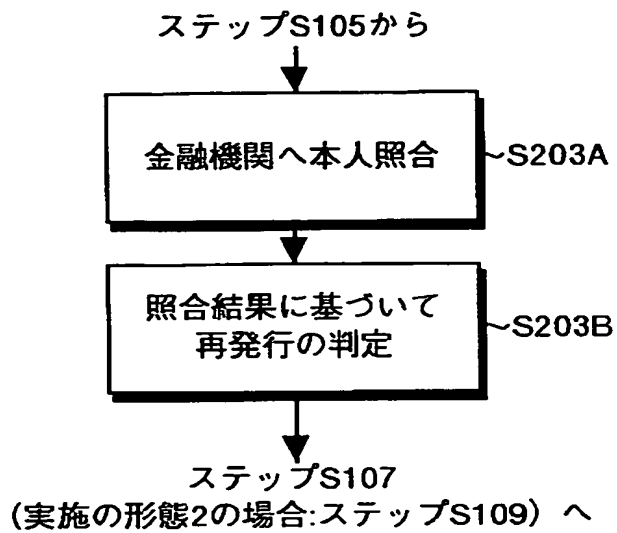 ステップS105から
金融機関へ本人照合
~S203A
照合結果に基づいて
再発行の判定
~S203B
ステップS107
(実施の形態2の場合:ステップS109) へ